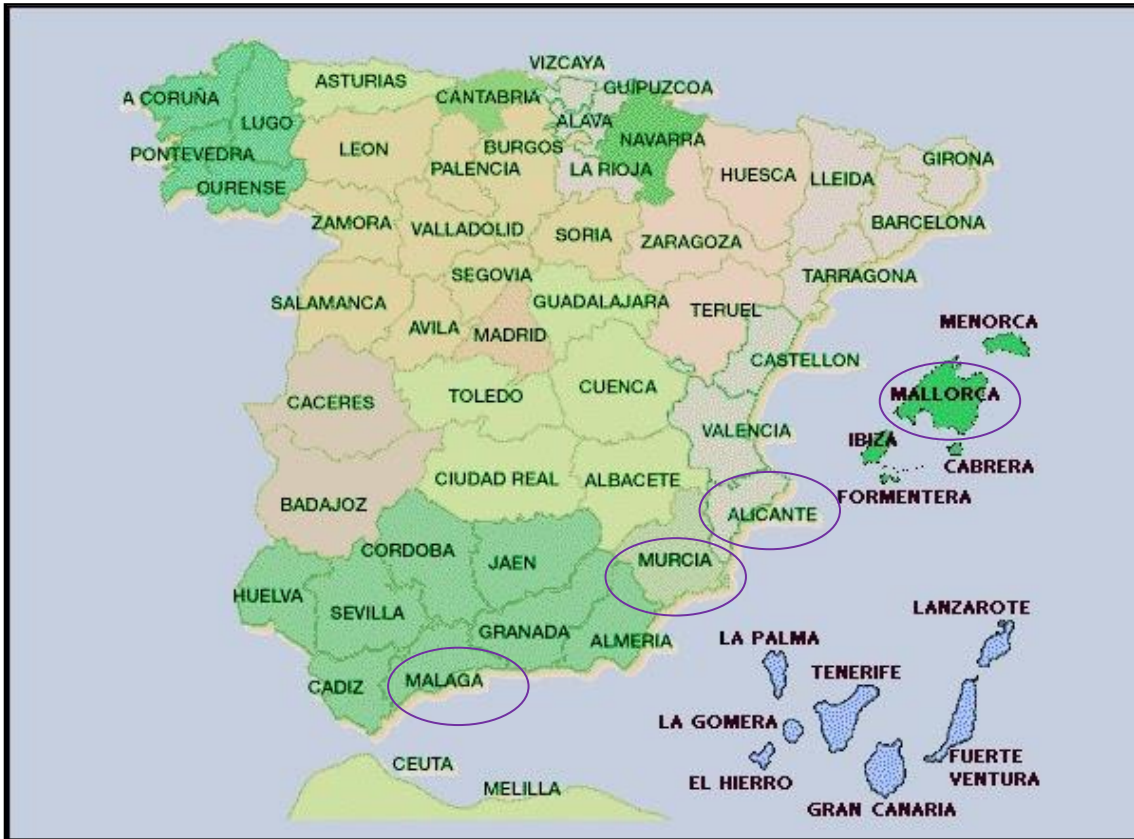 VIZCAYA
ASTURIAS
CANTABRIA
GUIPUZCOA
A CORUÑA
LUGO
ALAVA
NAVARRA
LEON
BURGOS
PONTEVEDRA
PALENCIA
LA RIOJA
HUESCA
LLEIDA
GIRONA
OURENSE
ZAMORA
VALLADOLID
SORIA
ZARAGOZA
BARCELONA
SEGOVIA
TARRAGONA
SALAMANCA
GUADALAJARA
AVILA
MADRID
TERUEL
MENORCA
CASTELLON
CACERES
TOLEDO
CUENCA
MALLORCA
VALENCIA
IBIZA
CABRERA
CIUDAD REAL
ALBACETE
FORMENTERA
BADAJOZ
ALICANTE
CORDOBA
JAEN
MURCIA
HUELVA
SEVILLA
GRANADA
ALMERIA
LANZAROTE
LA PALMA
TENERIFE
CADIZ
MALAGA
LA GOMERA
CEUTA
FUERTE
VENTURA
EL HIERRO
MELILLA
GRAN CANARIA